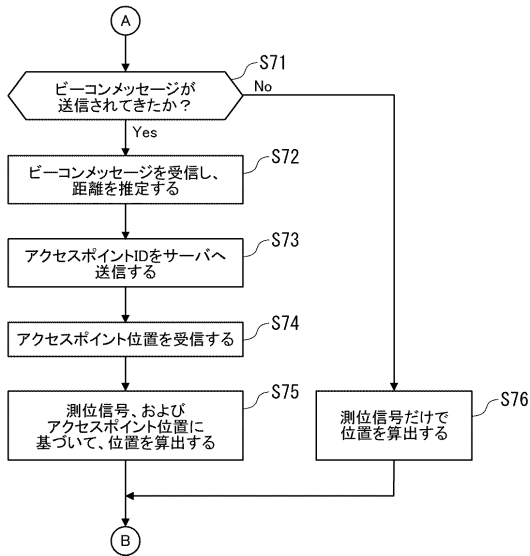 A
S71
ビーコンメッセージが
送信されてきたか？
No
Yes
S72
ビーコンメッセージを受信し、
距離を推定する
S73
アクセスポイントIDをサーバへ
送信する
S74
アクセスポイント位置を受信する
S75
測位信号、および
アクセスポイント位置に
基づいて、位置を算出する
S76
測位信号だけで
位置を算出する
B